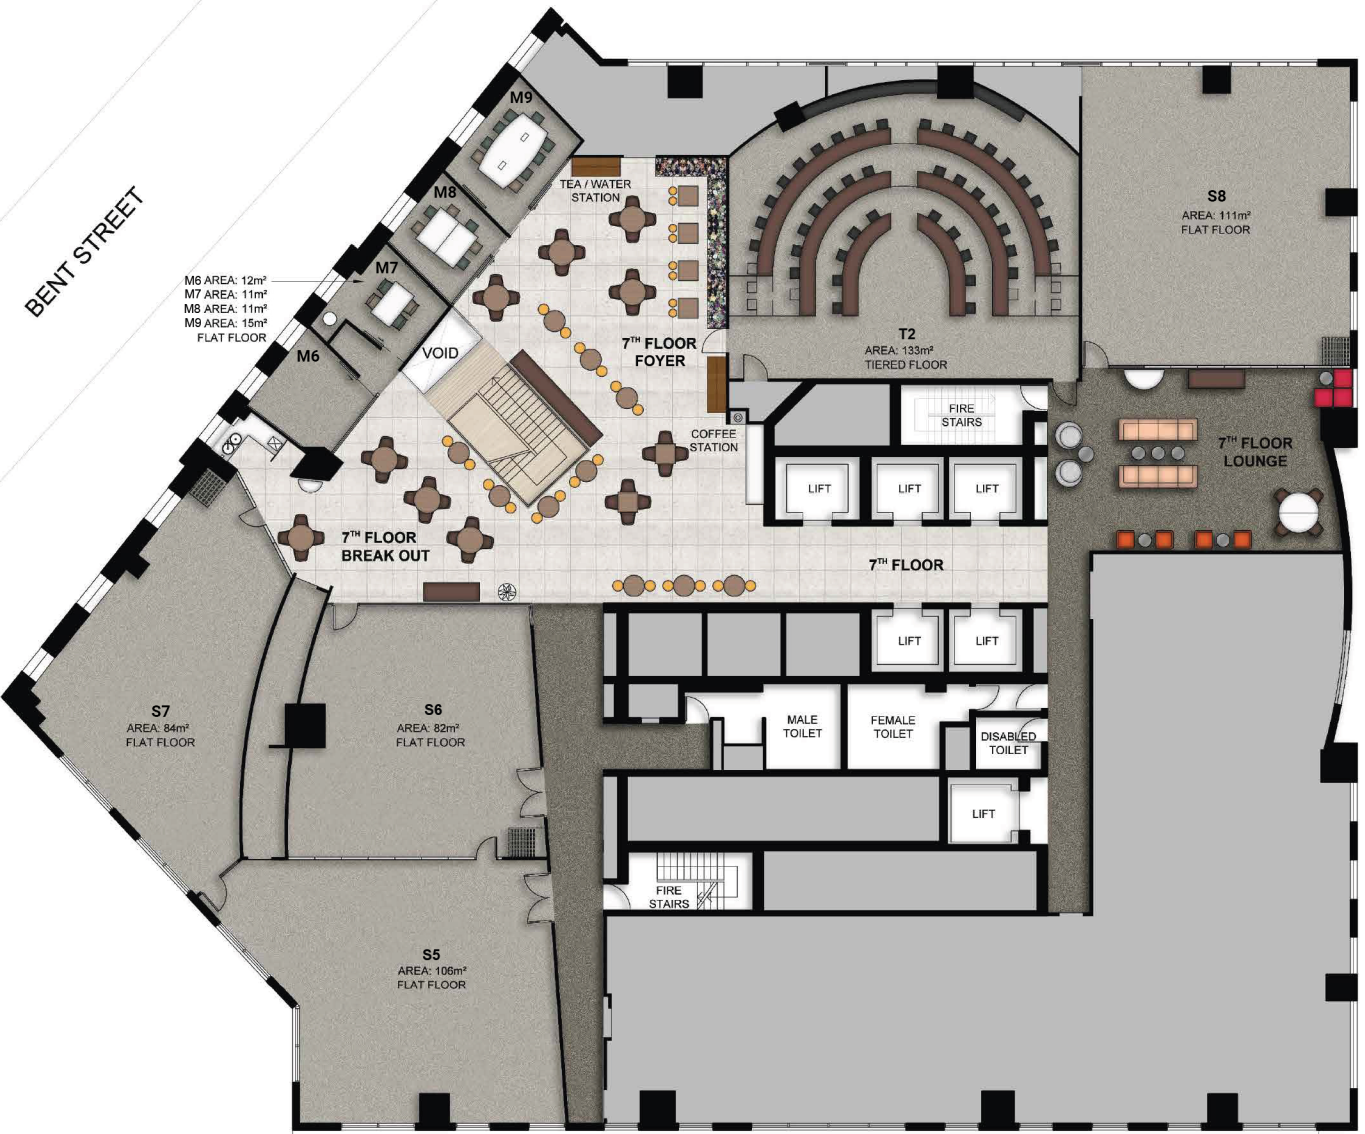 BENT STREET
M9
M8
M7
M6
M6 AREA: 12m²
M7 AREA: 11m²
M8 AREA: 11m²
M9 AREA: 15m²
FLAT FLOOR
TEA / WATER
STATION
VOID
7TH FLOOR
FOYER
COFFEE
STATION
T2
AREA: 133m²
TIERED FLOOR
S8
AREA: 111m²
FLAT FLOOR
FIRE
STAIRS
7TH FLOOR
LOUNGE
LIFT
LIFT
LIFT
7TH FLOOR
BREAK OUT
7TH FLOOR
LIFT
LIFT
S7
AREA: 84m²
FLAT FLOOR
S6
AREA: 82m²
FLAT FLOOR
MALE
TOILET
FEMALE
TOILET
DISABLED
TOILET
LIFT
FIRE
STAIRS
S5
AREA: 106m²
FLAT FLOOR